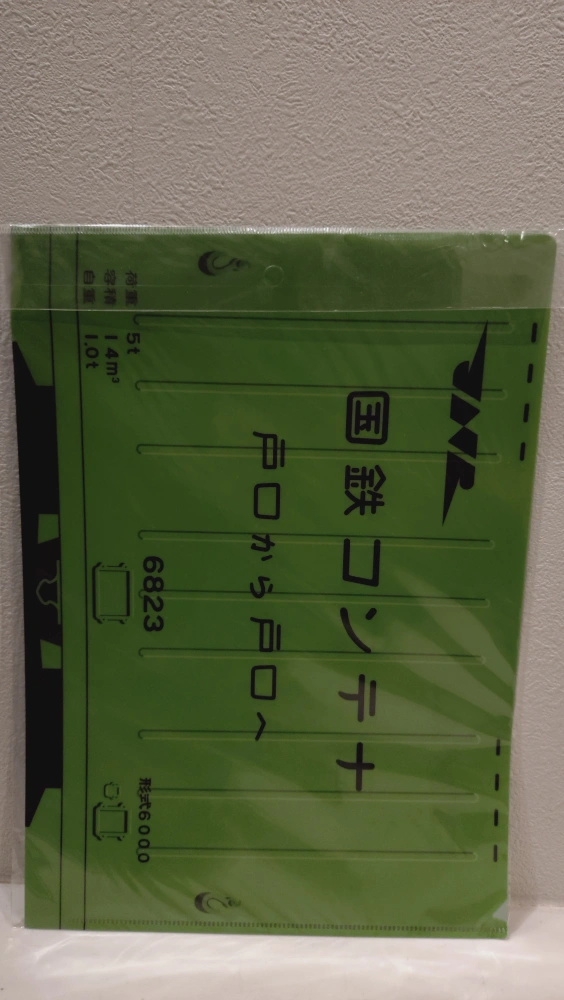 JNR
国鉄コンテナ
戸口から戸口へ
荷重 5t
容積 14m³
自重 1.0t
6823
形式6000